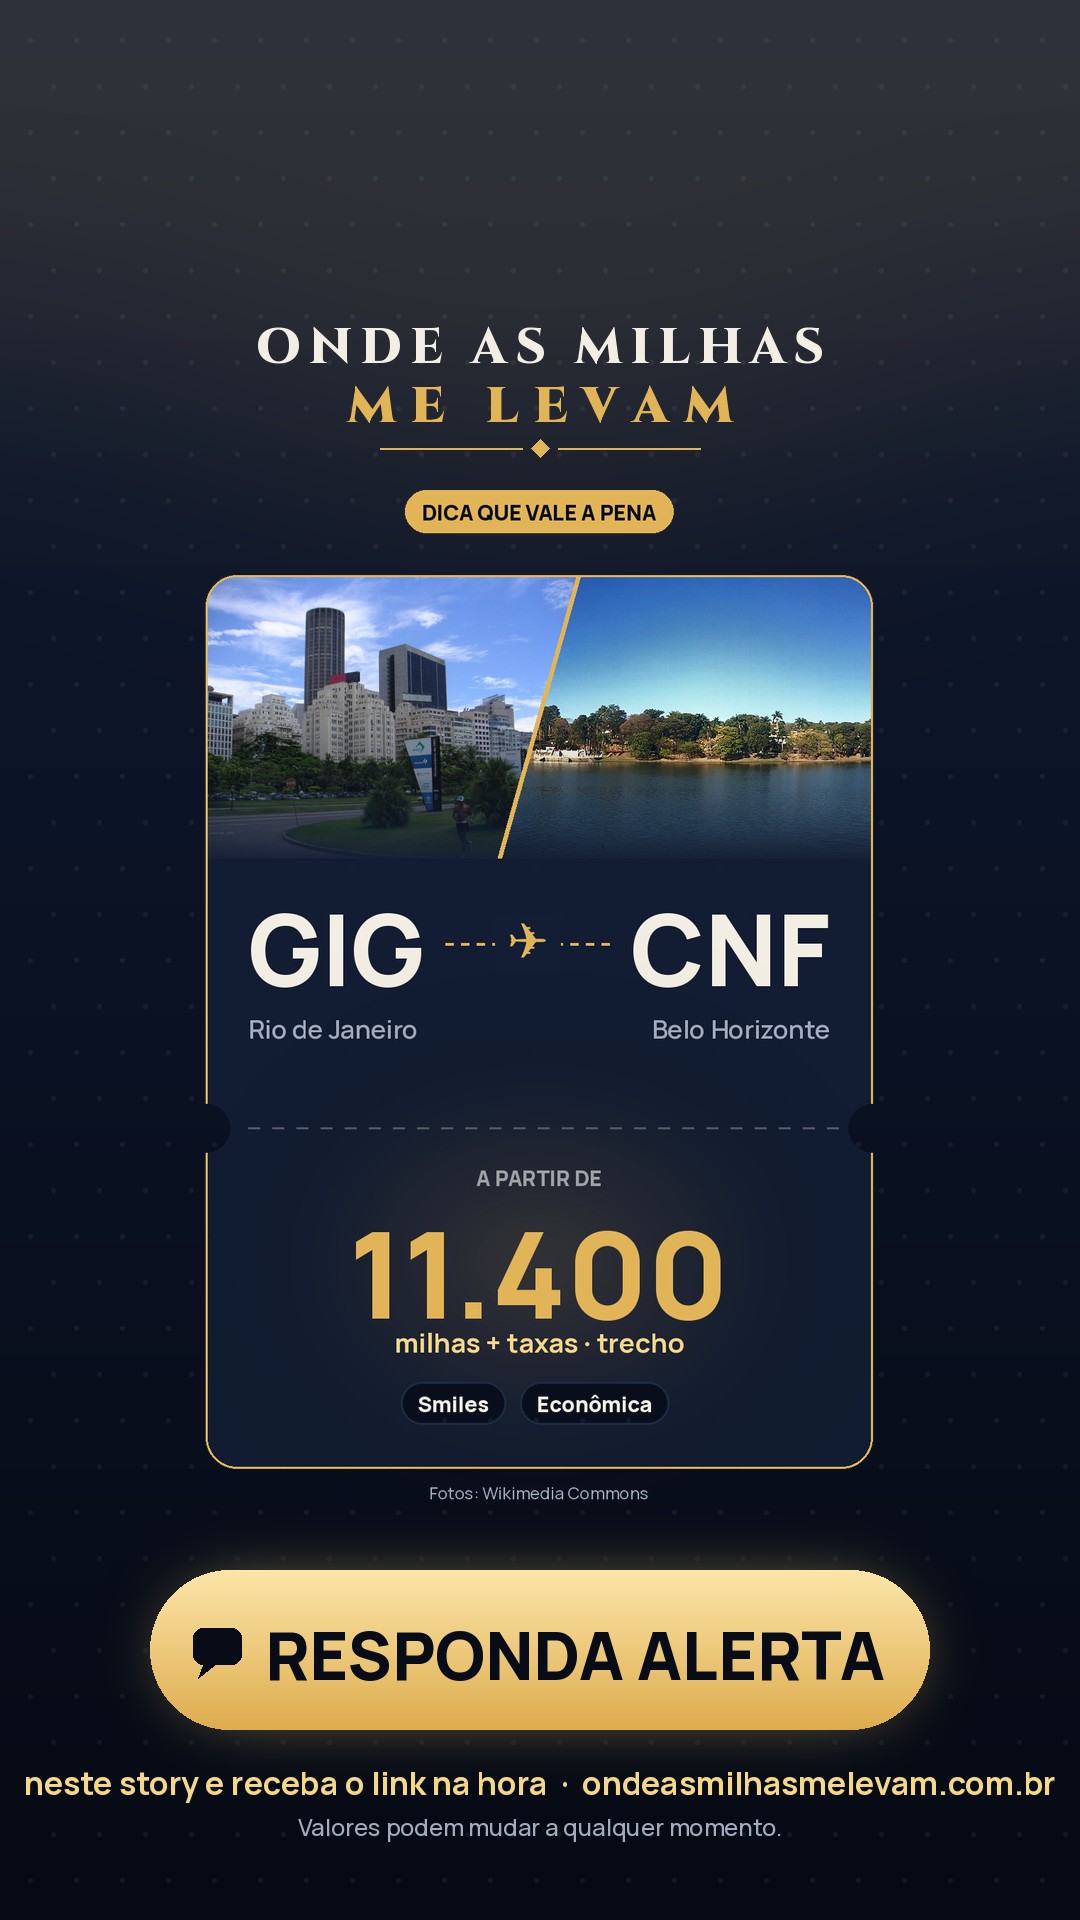 ONDE AS MILHAS
ME LEVAM
DICA QUE VALE A PENA
GIG ✈ CNF
Rio de Janeiro Belo Horizonte
A PARTIR DE
11.400
milhas + taxas · trecho
Smiles Econômica
Fotos: Wikimedia Commons
RESPONDA ALERTA
neste story e receba o link na hora · ondeasmilhasmelevam.com.br
Valores podem mudar a qualquer momento.